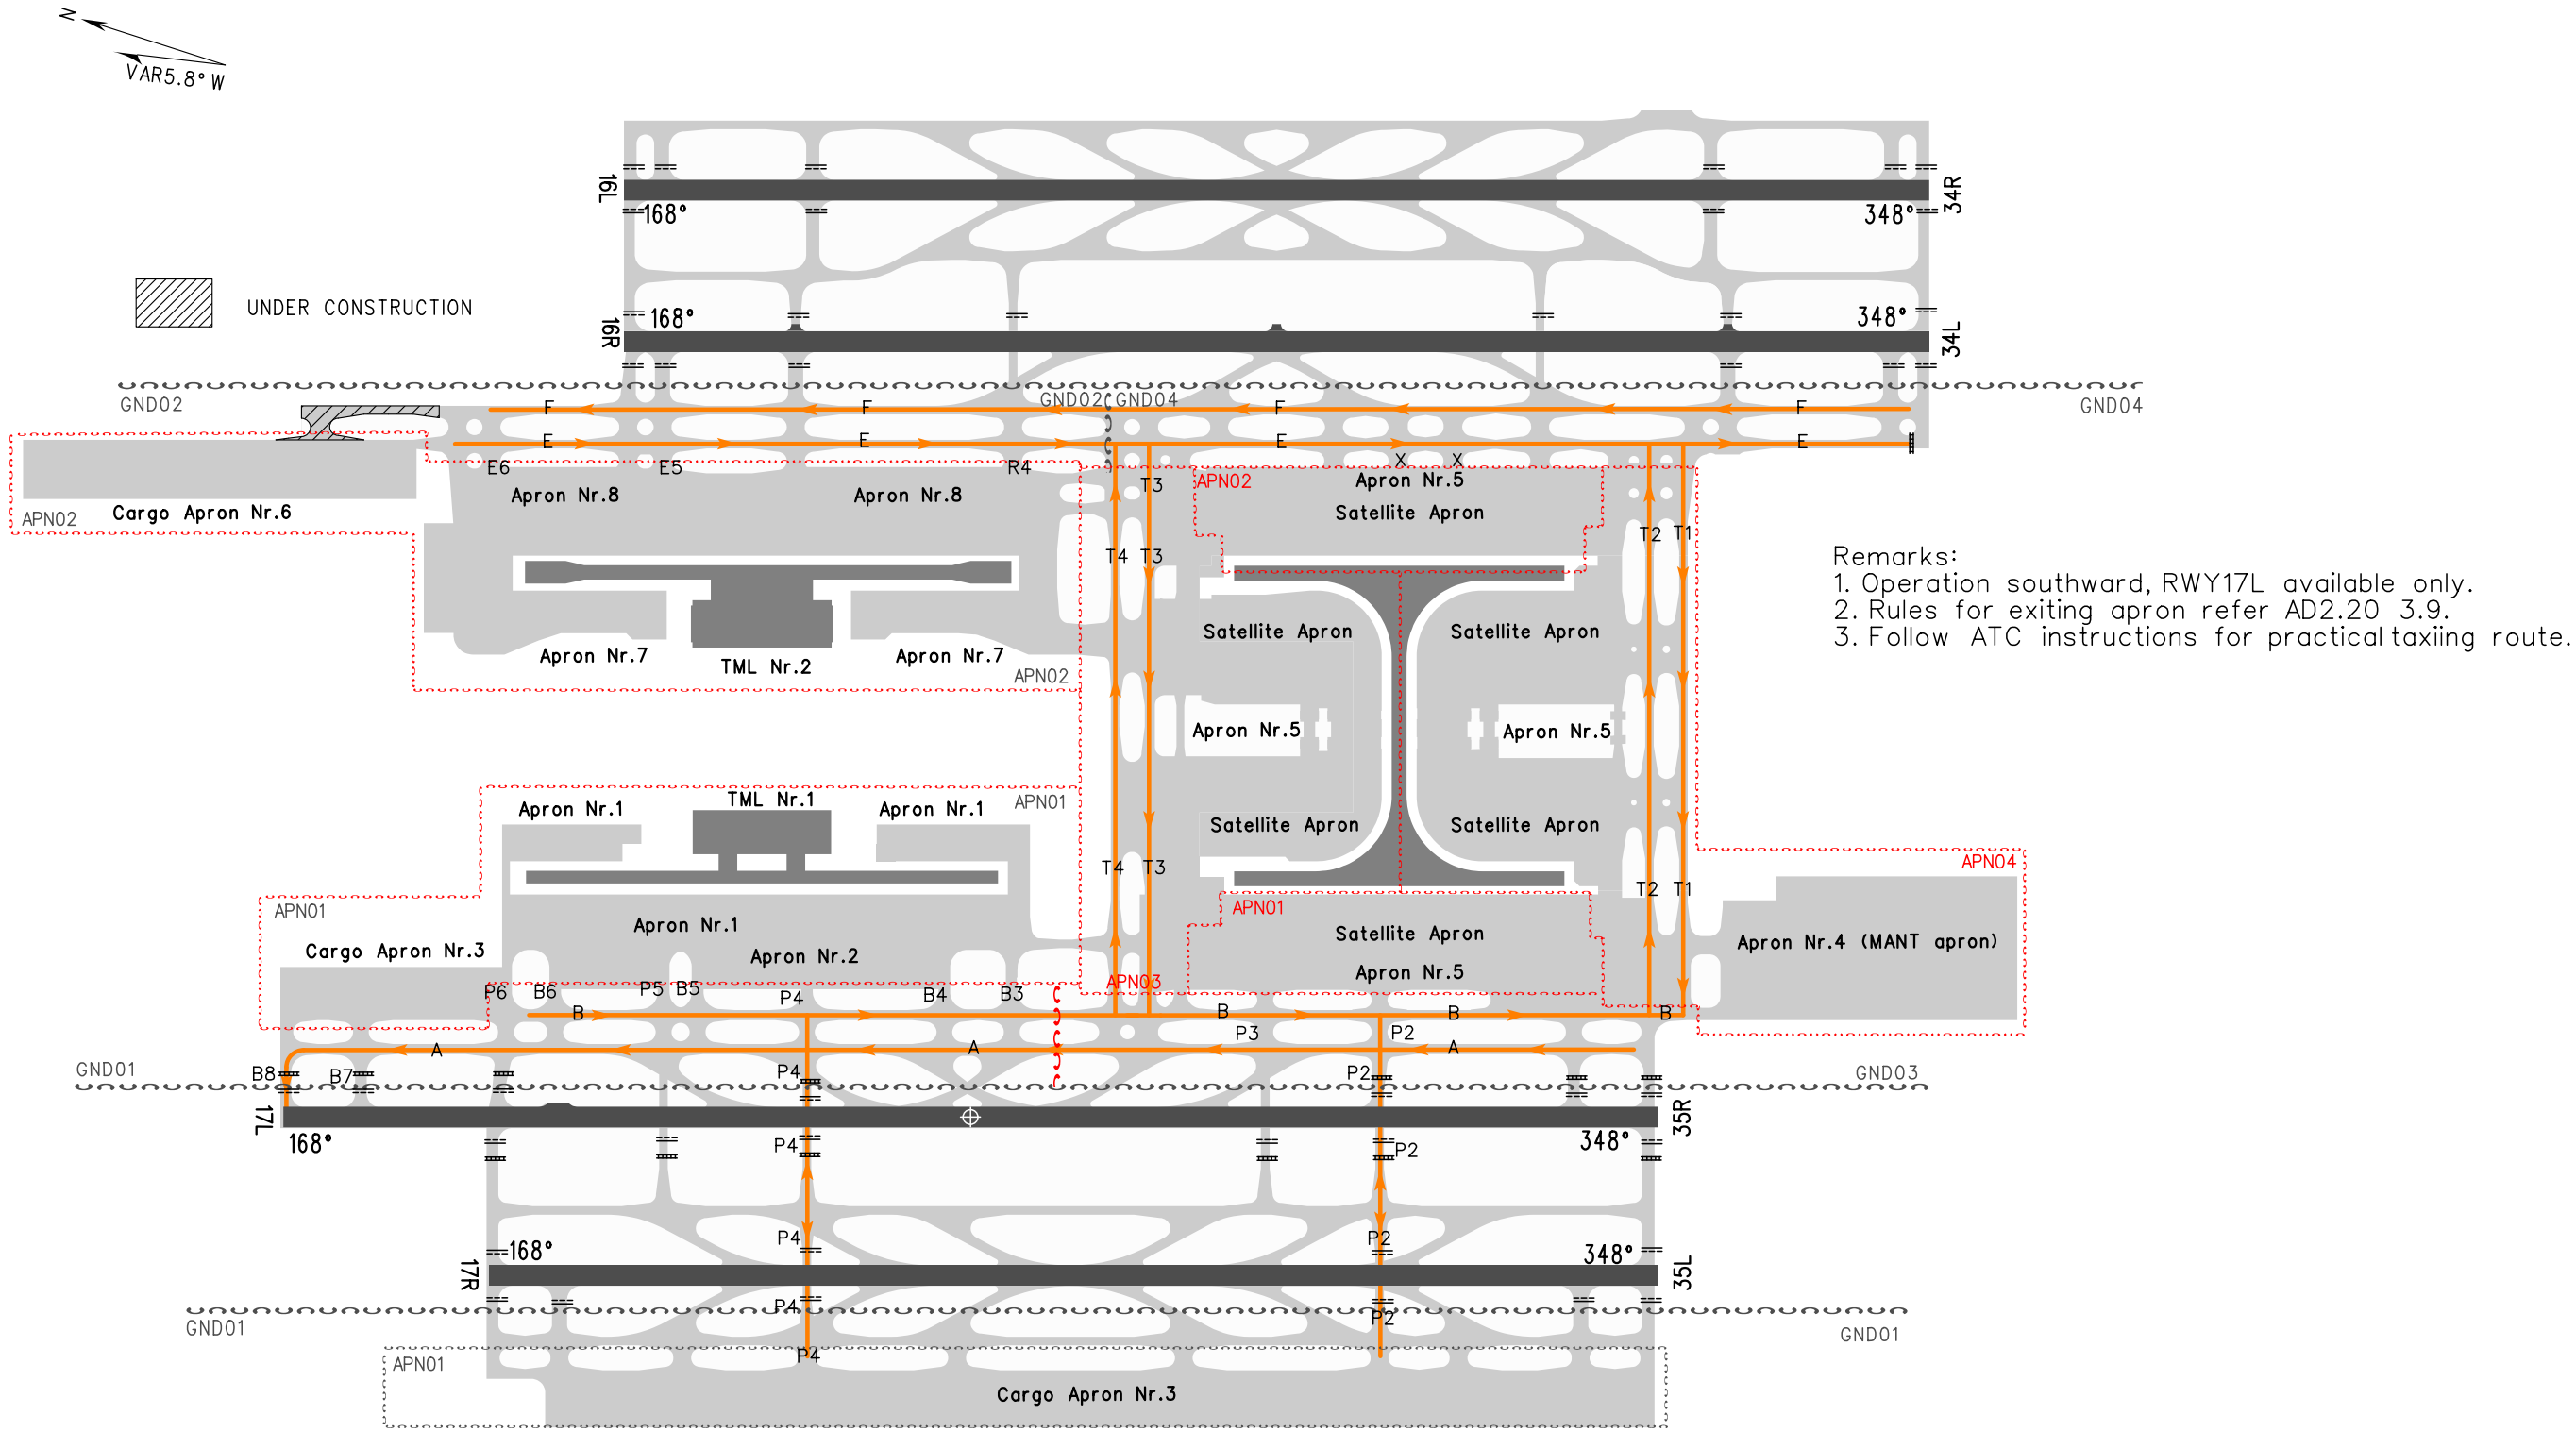 N
VAR5.8°W
16L
168°
348°
34R
UNDER CONSTRUCTION
16R
168°
348°
34L
GND02
GND02
GND04
GND04
F
F
F
F
E
E
E
E
E6
E5
R4
X
X
APN02
Cargo Apron Nr.6
Apron Nr.8
Apron Nr.8
T3
APN02
Apron Nr.5
Satellite Apron
T4
T3
T2
T1
Remarks:
1. Operation southward, RWY17L available only.
2. Rules for exiting apron refer AD2.20 3.9.
3. Follow ATC instructions for practical taxiing route.
Apron Nr.7
TML Nr.2
Apron Nr.7
APN02
Satellite Apron
Satellite Apron
Apron Nr.5
Apron Nr.5
Apron Nr.1
TML Nr.1
Apron Nr.1
APN01
Satellite Apron
Satellite Apron
T4
T3
T2
T1
APN04
APN01
APN01
Cargo Apron Nr.3
Apron Nr.1
Apron Nr.2
Satellite Apron
Apron Nr.5
Apron Nr.4 (MANT apron)
P6
B6
P5
B5
P4
B4
B3
APN03
B
B
B
B
P3
P2
A
A
A
GND01
B8
B7
P4
P2
GND03
17L
168°
P4
P2
348°
35R
17R
168°
P4
P2
348°
35L
GND01
P4
P2
GND01
APN01
P4
Cargo Apron Nr.3